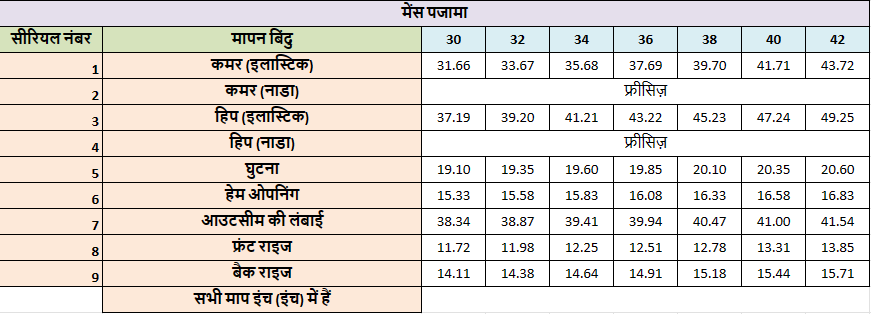 मेंस पजामा
सीरियल नंबर मापन बिंदु 30 32 34 36 38 40 42
1 कमर (इलास्टिक) 31.66 33.67 35.68 37.69 39.70 41.71 43.72
2 कमर (नाडा) फ्रीसिज़
3 हिप (इलास्टिक) 37.19 39.20 41.21 43.22 45.23 47.24 49.25
4 हिप (नाडा) फ्रीसिज़
5 घुटना 19.10 19.35 19.60 19.85 20.10 20.35 20.60
6 हेम ओपनिंग 15.33 15.58 15.83 16.08 16.33 16.58 16.83
7 आउटसीम की लंबाई 38.34 38.87 39.41 39.94 40.47 41.00 41.54
8 फ्रंट राइज 11.72 11.98 12.25 12.51 12.78 13.31 13.85
9 बैक राइज 14.11 14.38 14.64 14.91 15.18 15.44 15.71
सभी माप इंच (इंच) में हैं